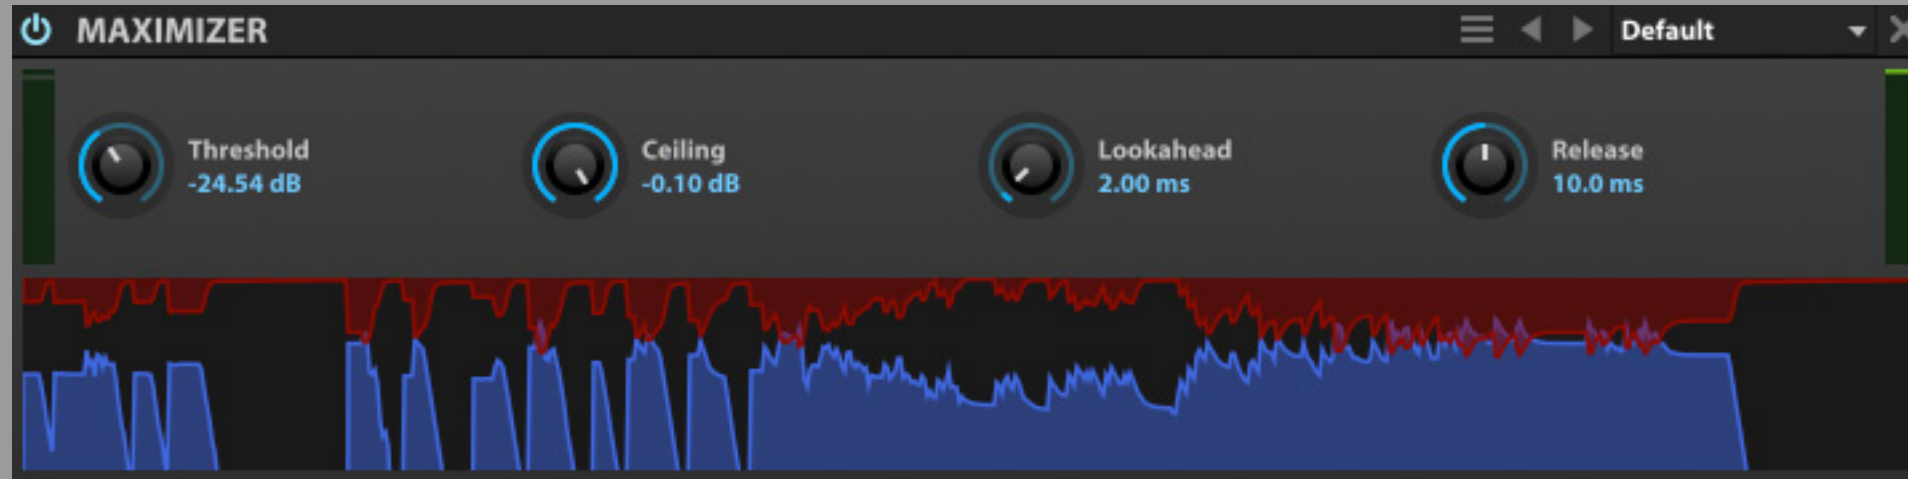 MAXIMIZER
Default
Threshold
-24.54 dB
Ceiling
-0.10 dB
Lookahead
2.00 ms
Release
10.0 ms